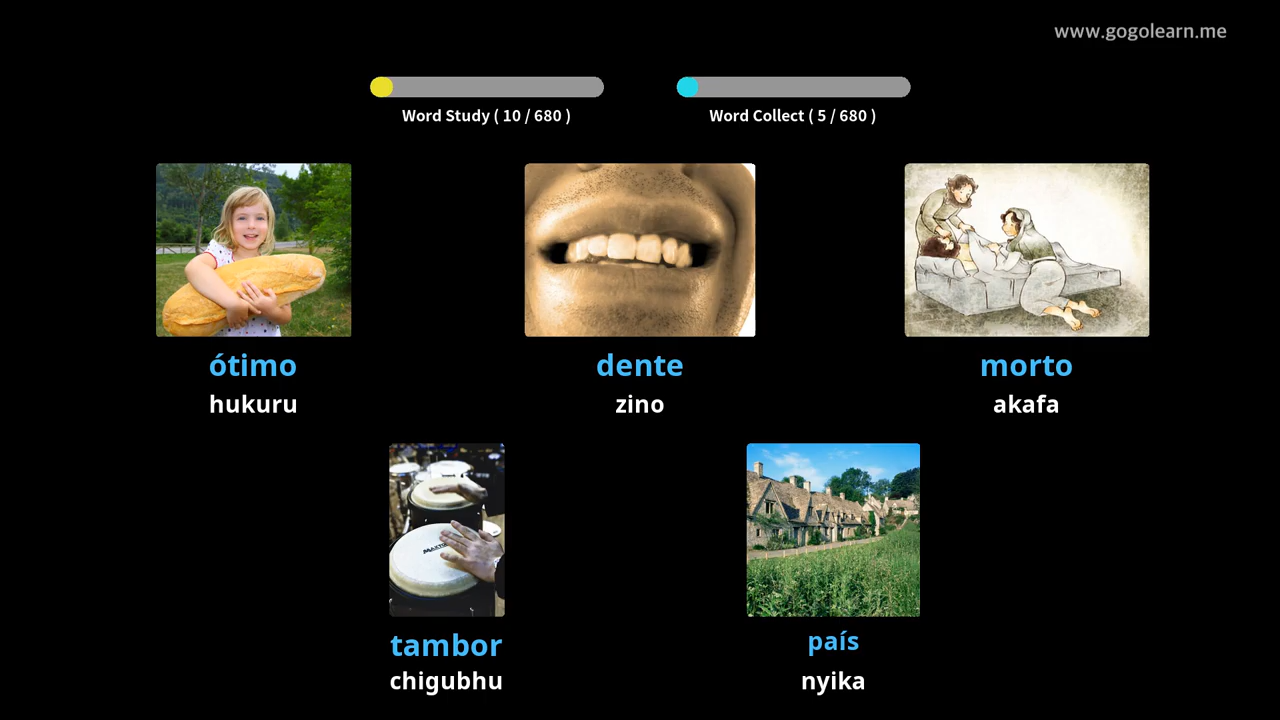 www.gogolearn.me
Word Study ( 10 / 680 )
Word Collect ( 5 / 680 )
ótimo
hukuru
dente
zino
morto
akafa
tambor
chigubhu
país
nyika